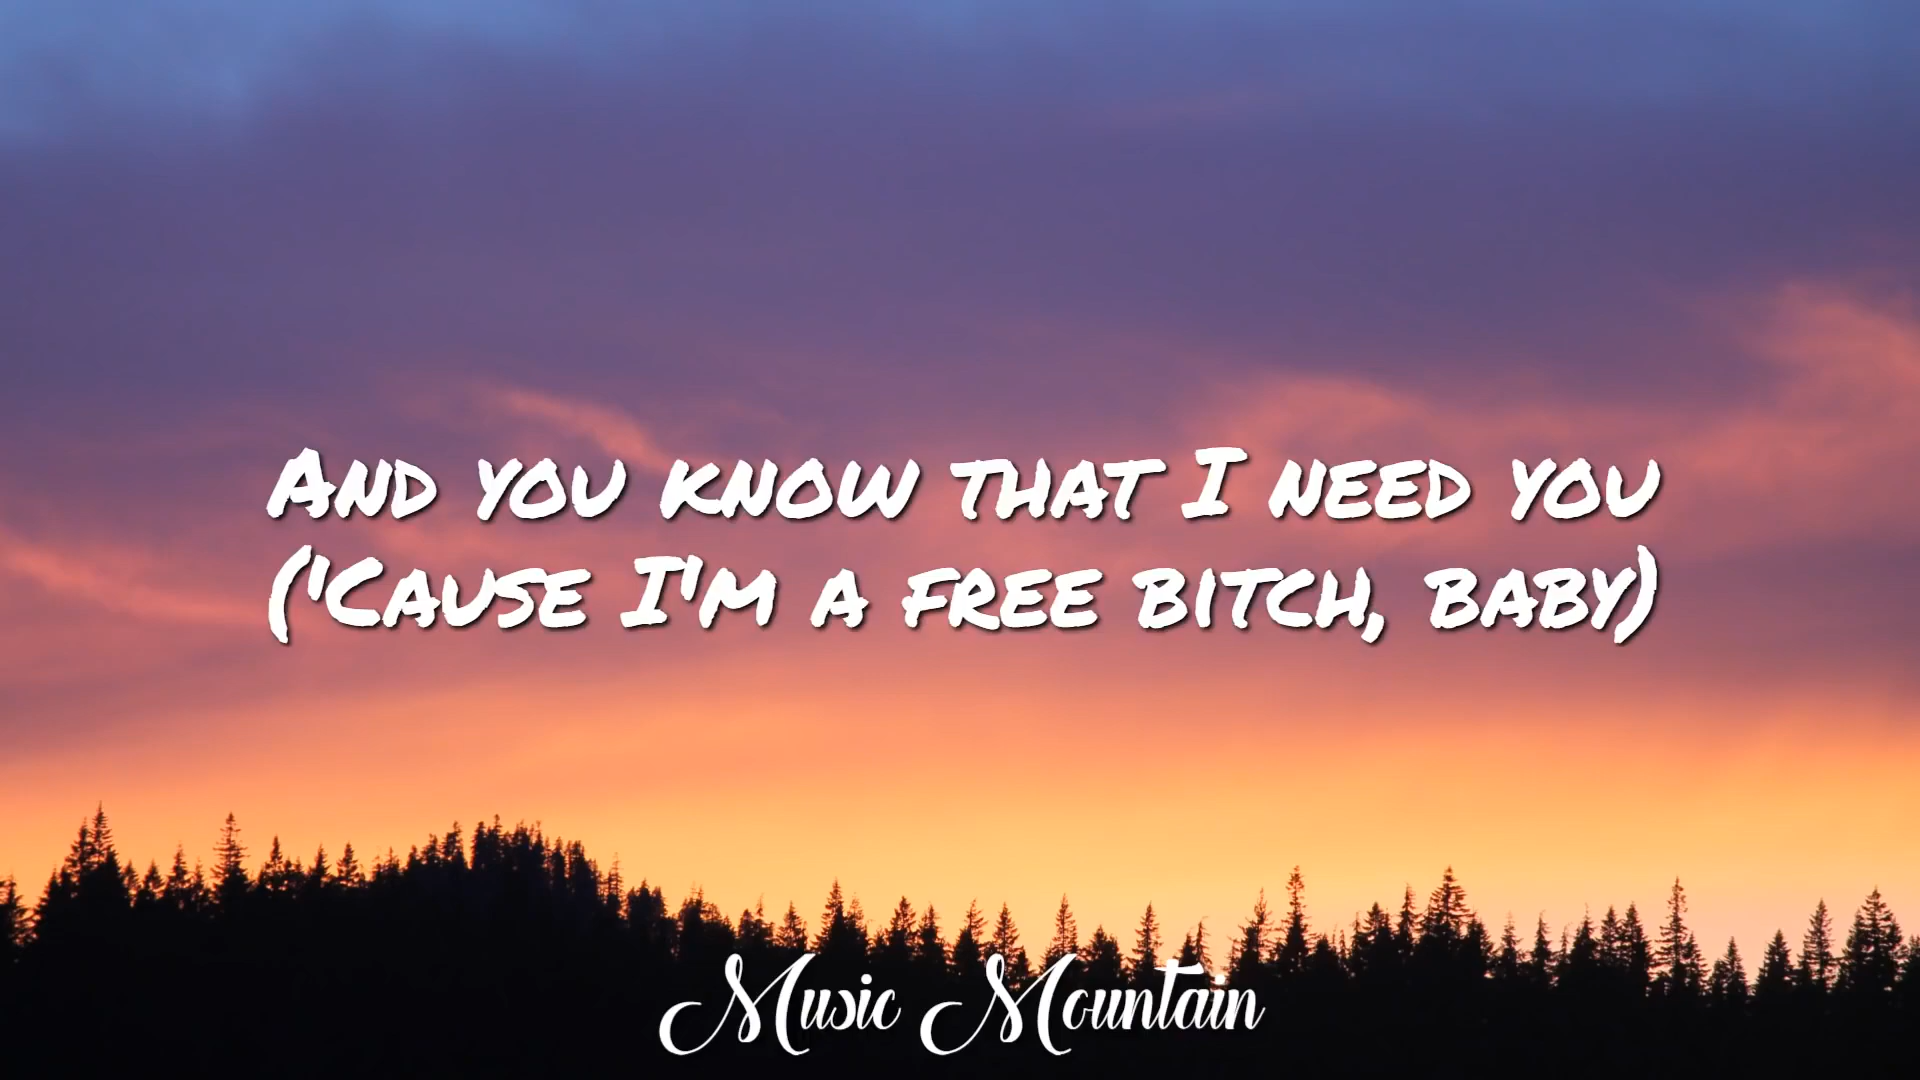 And you know that I need you
('Cause I'm a free bitch, baby)
Music Mountain